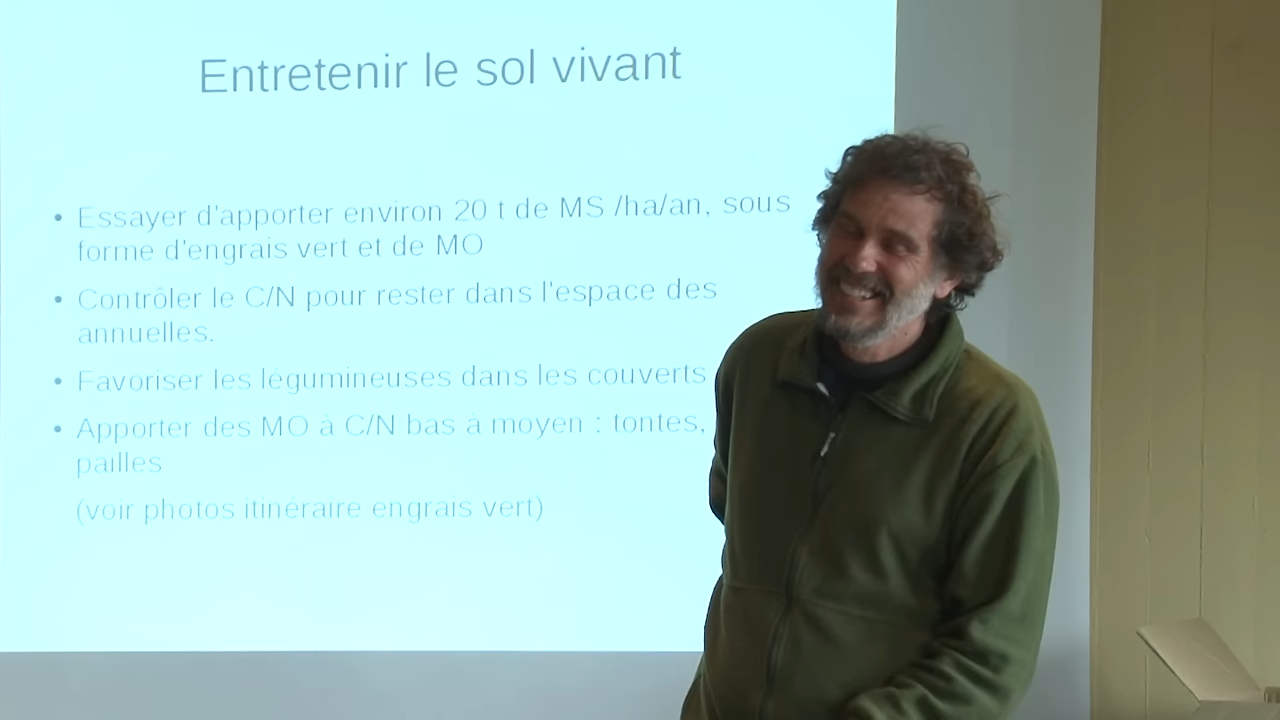 Entretenir le sol vivant
• Essayer d'apporter environ 20 t de MS /ha/an, sous
forme d'engrais vert et de MO
• Contrôler le C/N pour rester dans l'espace des
annuelles.
• Favoriser les légumineuses dans les couverts
• Apporter des MO à C/N bas à moyen : tontes,
pailles
(voir photos itinéraire engrais vert)